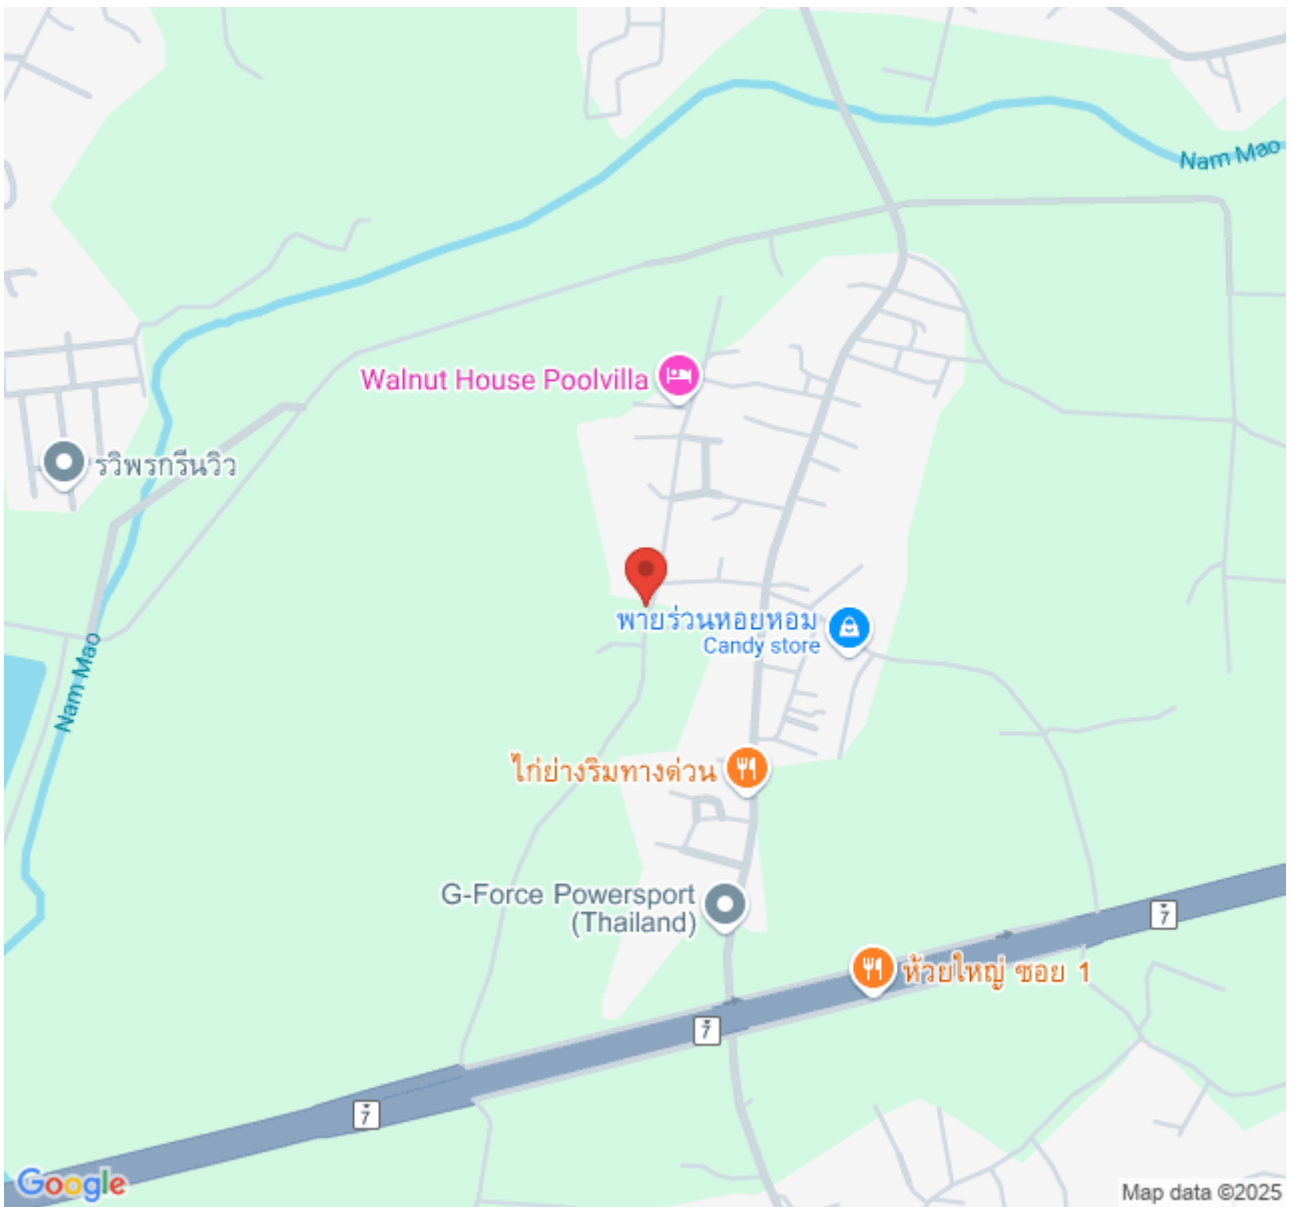 Nam Mao
Walnut House Poolvilla
รวิพรกรีนวิว
พายร่วนหอยหอม
Candy store
Nam Mao
ไก่ย่างริมทางด่วน
G-Force Powersport
(Thailand)
7
ห้วยใหญ่ ซอย 1
7
7
Google
Map data ©2025